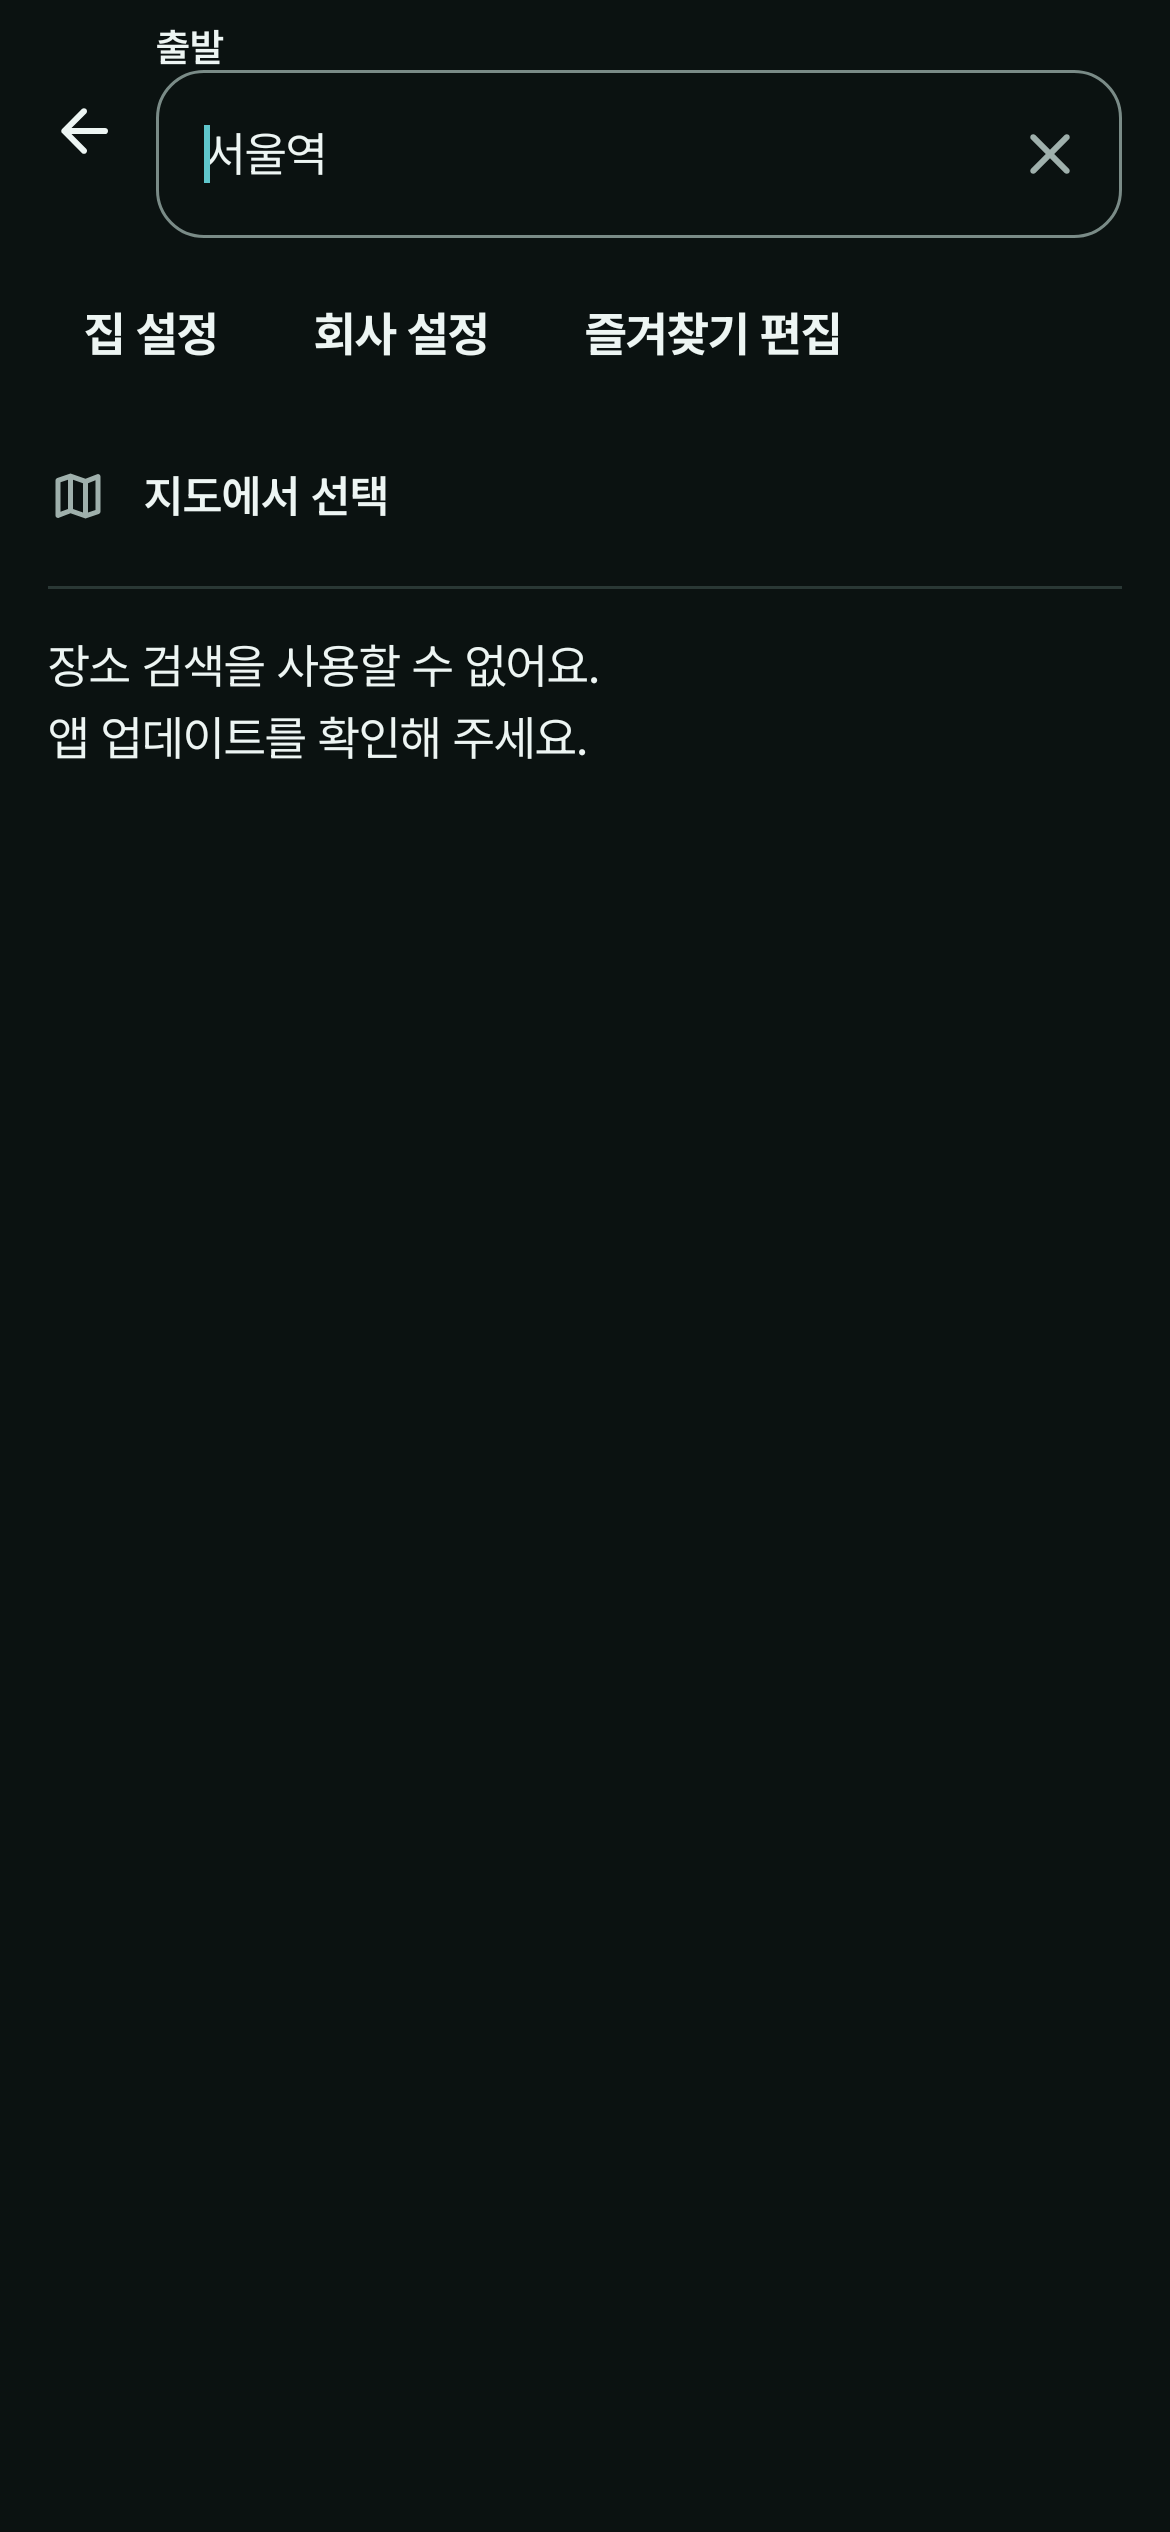 출발
서울역
집 설정 회사 설정 즐겨찾기 편집
지도에서 선택
장소 검색을 사용할 수 없어요.
앱 업데이트를 확인해 주세요.